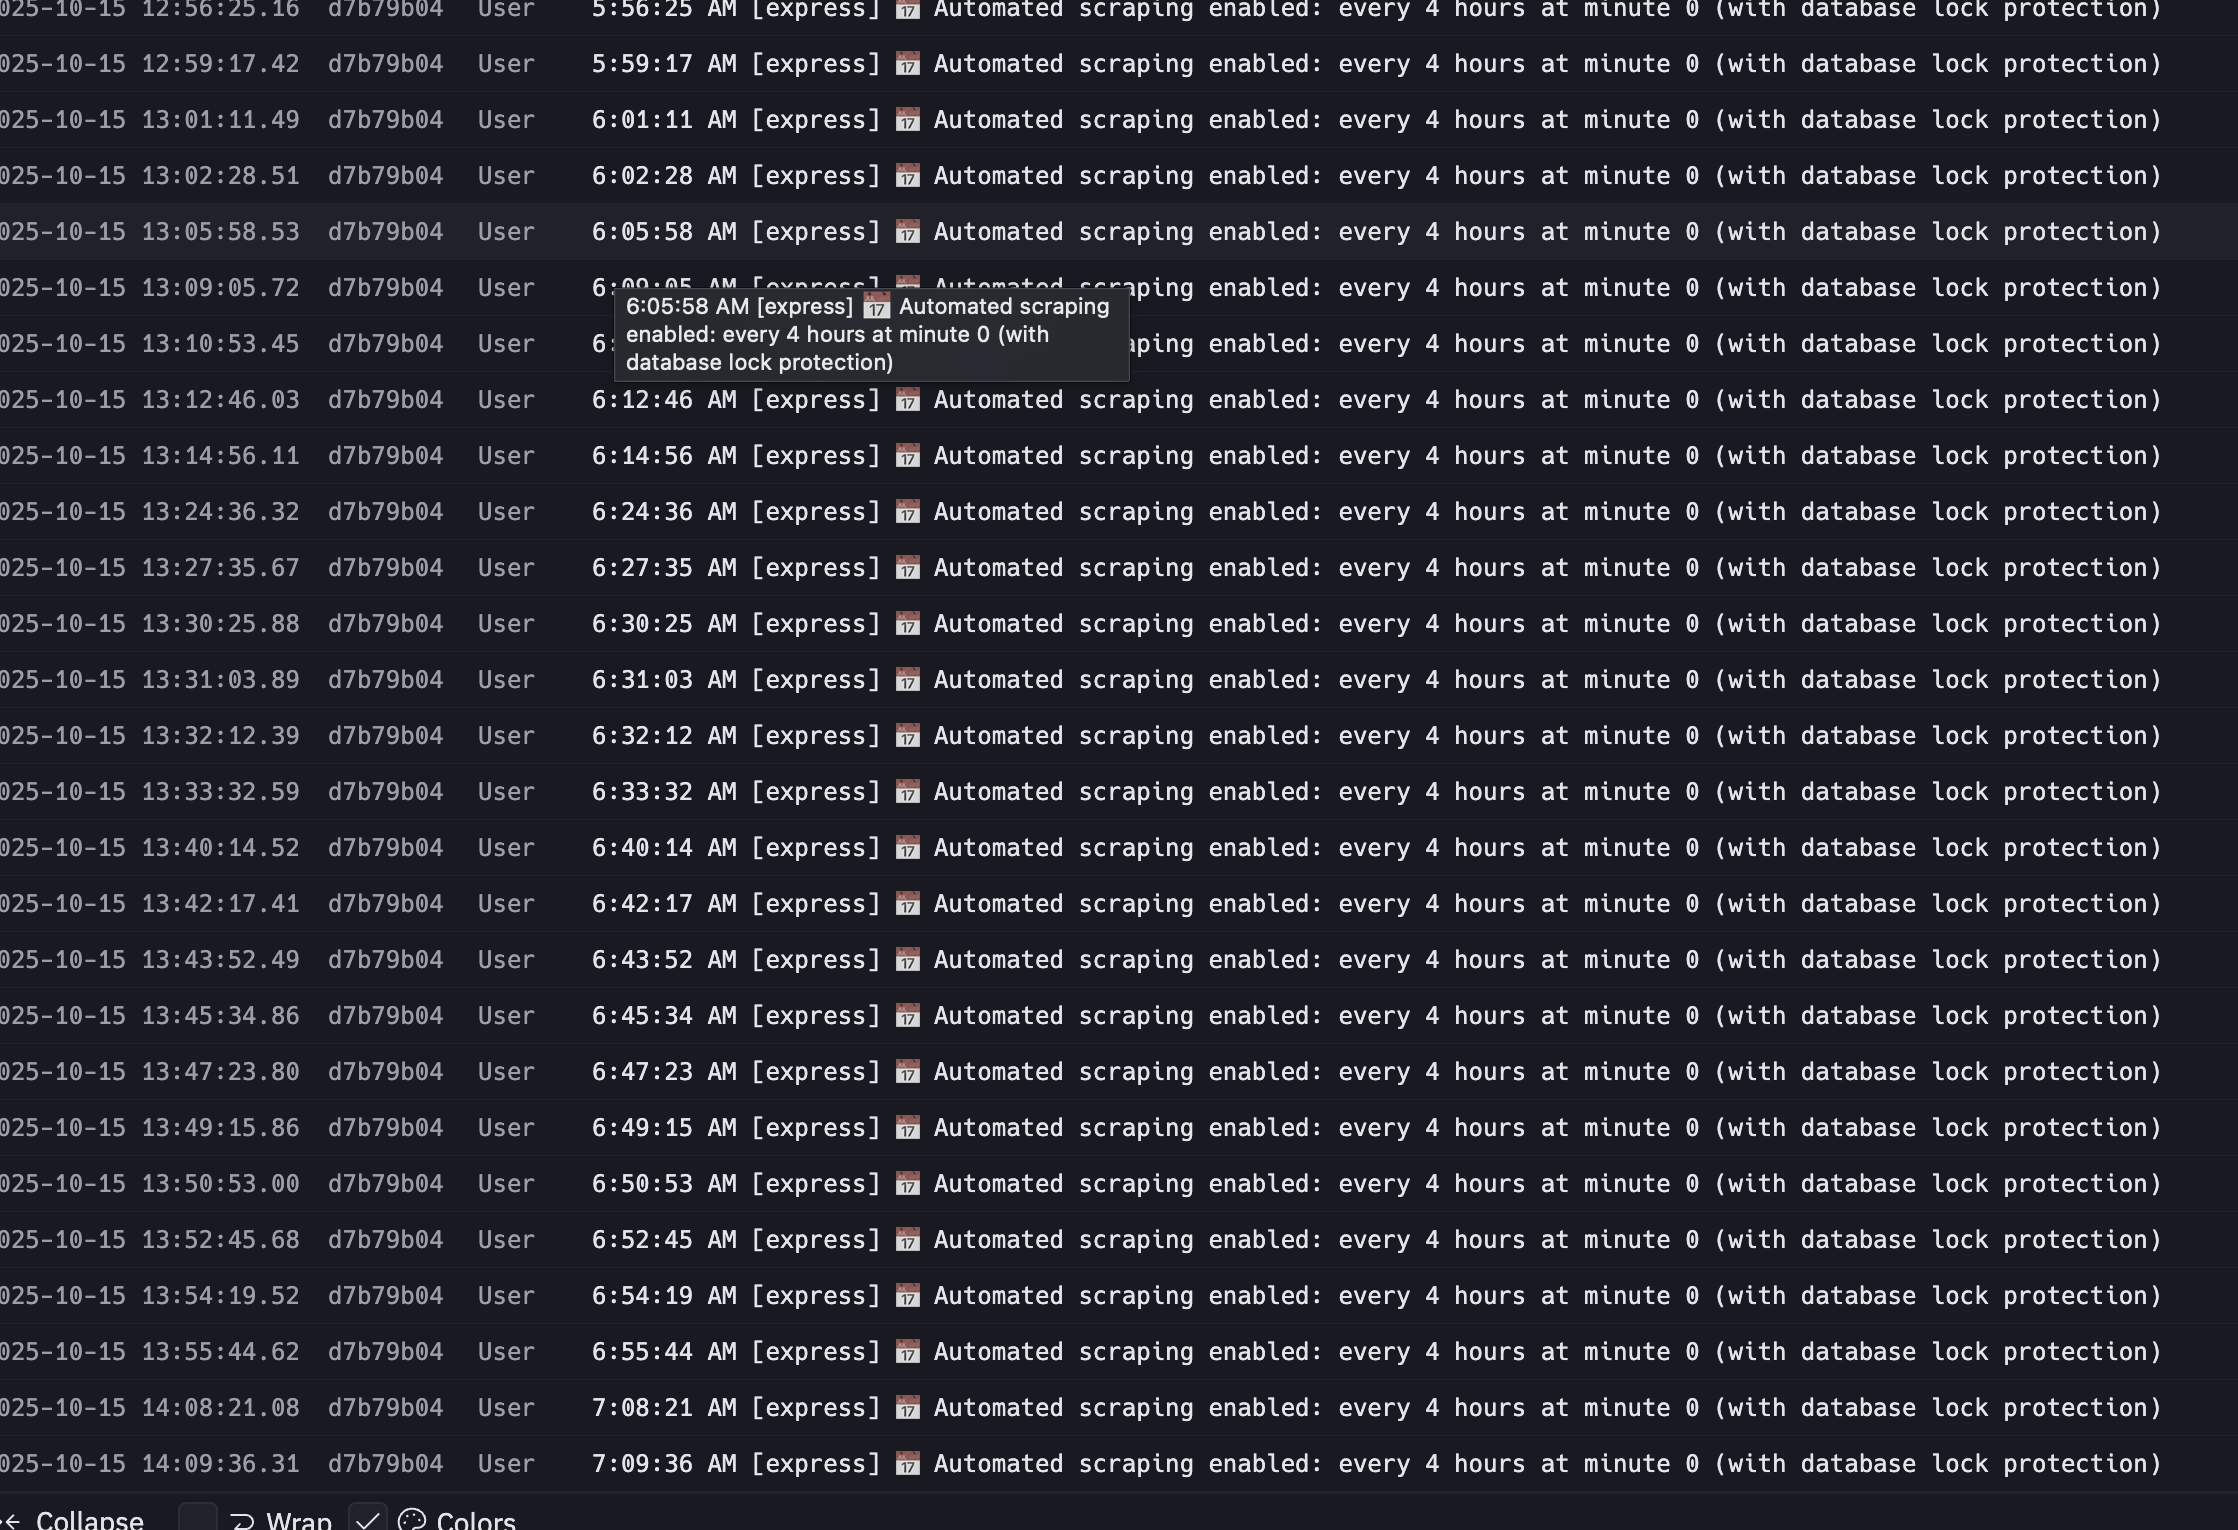 025-10-15 12:56:25.16 d7b79b04 User 5:56:25 AM [express] 📅 Automated scraping enabled: every 4 hours at minute 0 (with database lock protection)
025-10-15 12:59:17.42 d7b79b04 User 5:59:17 AM [express] 📅 Automated scraping enabled: every 4 hours at minute 0 (with database lock protection)
025-10-15 13:01:11.49 d7b79b04 User 6:01:11 AM [express] 📅 Automated scraping enabled: every 4 hours at minute 0 (with database lock protection)
025-10-15 13:02:28.51 d7b79b04 User 6:02:28 AM [express] 📅 Automated scraping enabled: every 4 hours at minute 0 (with database lock protection)
025-10-15 13:05:58.53 d7b79b04 User 6:05:58 AM [express] 📅 Automated scraping enabled: every 4 hours at minute 0 (with database lock protection)
025-10-15 13:09:05.72 d7b79b04 User 6:09:05 AM [express] 📅 Automated scraping enabled: every 4 hours at minute 0 (with database lock protection)
6:05:58 AM [express] 📅 Automated scraping
enabled: every 4 hours at minute 0 (with
database lock protection)
025-10-15 13:10:53.45 d7b79b04 User 6: aping enabled: every 4 hours at minute 0 (with database lock protection)
025-10-15 13:12:46.03 d7b79b04 User 6:12:46 AM [express] 📅 Automated scraping enabled: every 4 hours at minute 0 (with database lock protection)
025-10-15 13:14:56.11 d7b79b04 User 6:14:56 AM [express] 📅 Automated scraping enabled: every 4 hours at minute 0 (with database lock protection)
025-10-15 13:24:36.32 d7b79b04 User 6:24:36 AM [express] 📅 Automated scraping enabled: every 4 hours at minute 0 (with database lock protection)
025-10-15 13:27:35.67 d7b79b04 User 6:27:35 AM [express] 📅 Automated scraping enabled: every 4 hours at minute 0 (with database lock protection)
025-10-15 13:30:25.88 d7b79b04 User 6:30:25 AM [express] 📅 Automated scraping enabled: every 4 hours at minute 0 (with database lock protection)
025-10-15 13:31:03.89 d7b79b04 User 6:31:03 AM [express] 📅 Automated scraping enabled: every 4 hours at minute 0 (with database lock protection)
025-10-15 13:32:12.39 d7b79b04 User 6:32:12 AM [express] 📅 Automated scraping enabled: every 4 hours at minute 0 (with database lock protection)
025-10-15 13:33:32.59 d7b79b04 User 6:33:32 AM [express] 📅 Automated scraping enabled: every 4 hours at minute 0 (with database lock protection)
025-10-15 13:40:14.52 d7b79b04 User 6:40:14 AM [express] 📅 Automated scraping enabled: every 4 hours at minute 0 (with database lock protection)
025-10-15 13:42:17.41 d7b79b04 User 6:42:17 AM [express] 📅 Automated scraping enabled: every 4 hours at minute 0 (with database lock protection)
025-10-15 13:43:52.49 d7b79b04 User 6:43:52 AM [express] 📅 Automated scraping enabled: every 4 hours at minute 0 (with database lock protection)
025-10-15 13:45:34.86 d7b79b04 User 6:45:34 AM [express] 📅 Automated scraping enabled: every 4 hours at minute 0 (with database lock protection)
025-10-15 13:47:23.80 d7b79b04 User 6:47:23 AM [express] 📅 Automated scraping enabled: every 4 hours at minute 0 (with database lock protection)
025-10-15 13:49:15.86 d7b79b04 User 6:49:15 AM [express] 📅 Automated scraping enabled: every 4 hours at minute 0 (with database lock protection)
025-10-15 13:50:53.00 d7b79b04 User 6:50:53 AM [express] 📅 Automated scraping enabled: every 4 hours at minute 0 (with database lock protection)
025-10-15 13:52:45.68 d7b79b04 User 6:52:45 AM [express] 📅 Automated scraping enabled: every 4 hours at minute 0 (with database lock protection)
025-10-15 13:54:19.52 d7b79b04 User 6:54:19 AM [express] 📅 Automated scraping enabled: every 4 hours at minute 0 (with database lock protection)
025-10-15 13:55:44.62 d7b79b04 User 6:55:44 AM [express] 📅 Automated scraping enabled: every 4 hours at minute 0 (with database lock protection)
025-10-15 14:08:21.08 d7b79b04 User 7:08:21 AM [express] 📅 Automated scraping enabled: every 4 hours at minute 0 (with database lock protection)
025-10-15 14:09:36.31 d7b79b04 User 7:09:36 AM [express] 📅 Automated scraping enabled: every 4 hours at minute 0 (with database lock protection)
Collapse Wrap Colors